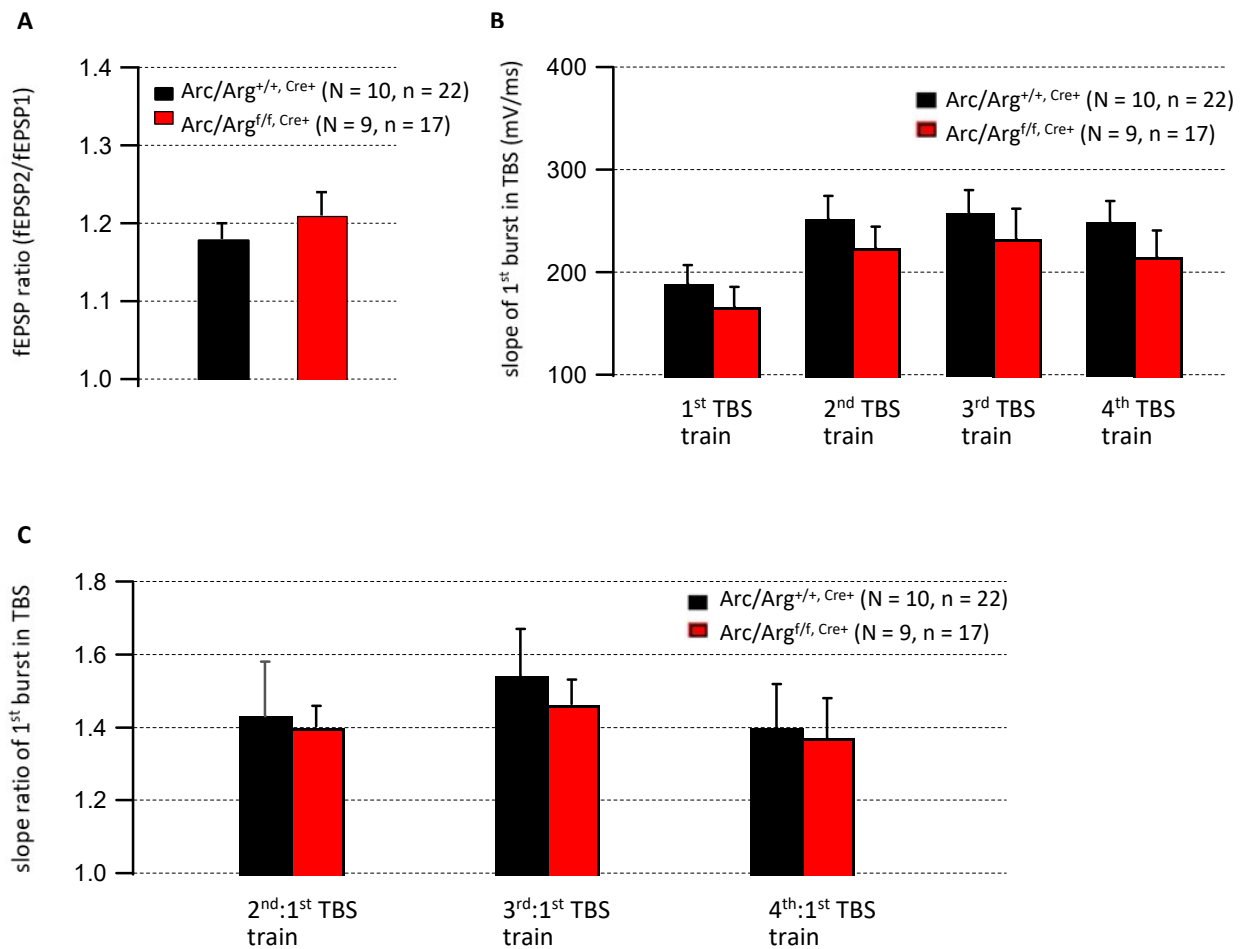 A
fEPSP ratio (fEPSP2/fEPSP1)
1.4
1.3
1.2
1.1
1.0
Arc/Arg+/+, Cre+ (N = 10, n = 22)
Arc/Argf/f, Cre+ (N = 9, n = 17)
B
slope of 1st burst in TBS (mV/ms)
400
300
200
100
Arc/Arg+/+, Cre+ (N = 10, n = 22)
Arc/Argf/f, Cre+ (N = 9, n = 17)
1st TBS
train
2nd TBS
train
3rd TBS
train
4th TBS
train
C
slope ratio of 1st burst in TBS
1.8
1.6
1.4
1.2
1.0
Arc/Arg+/+, Cre+ (N = 10, n = 22)
Arc/Argf/f, Cre+ (N = 9, n = 17)
2nd:1st TBS
train
3rd:1st TBS
train
4th:1st TBS
train